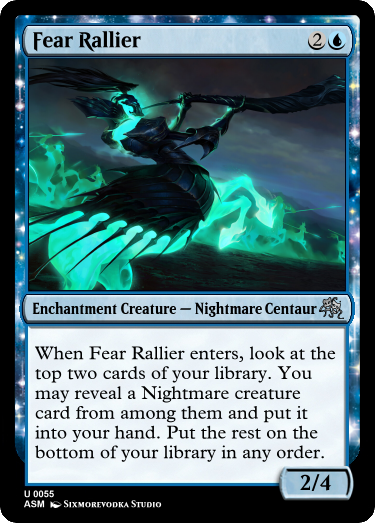 Fear Rallier 2
Enchantment Creature — Nightmare Centaur
When Fear Rallier enters, look at the
top two cards of your library. You
may reveal a Nightmare creature
card from among them and put it
into your hand. Put the rest on the
bottom of your library in any order.
2/4
U 0055
ASM Sixmorevodka Studio